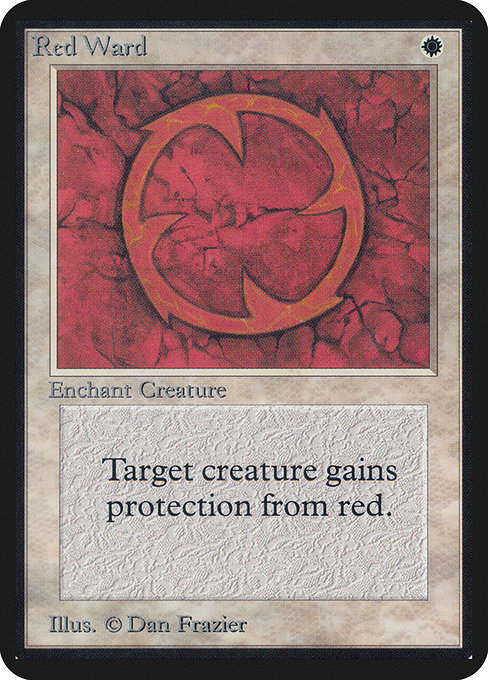 Red Ward
Enchant Creature
Target creature gains
protection from red.
Illus. © Dan Frazier